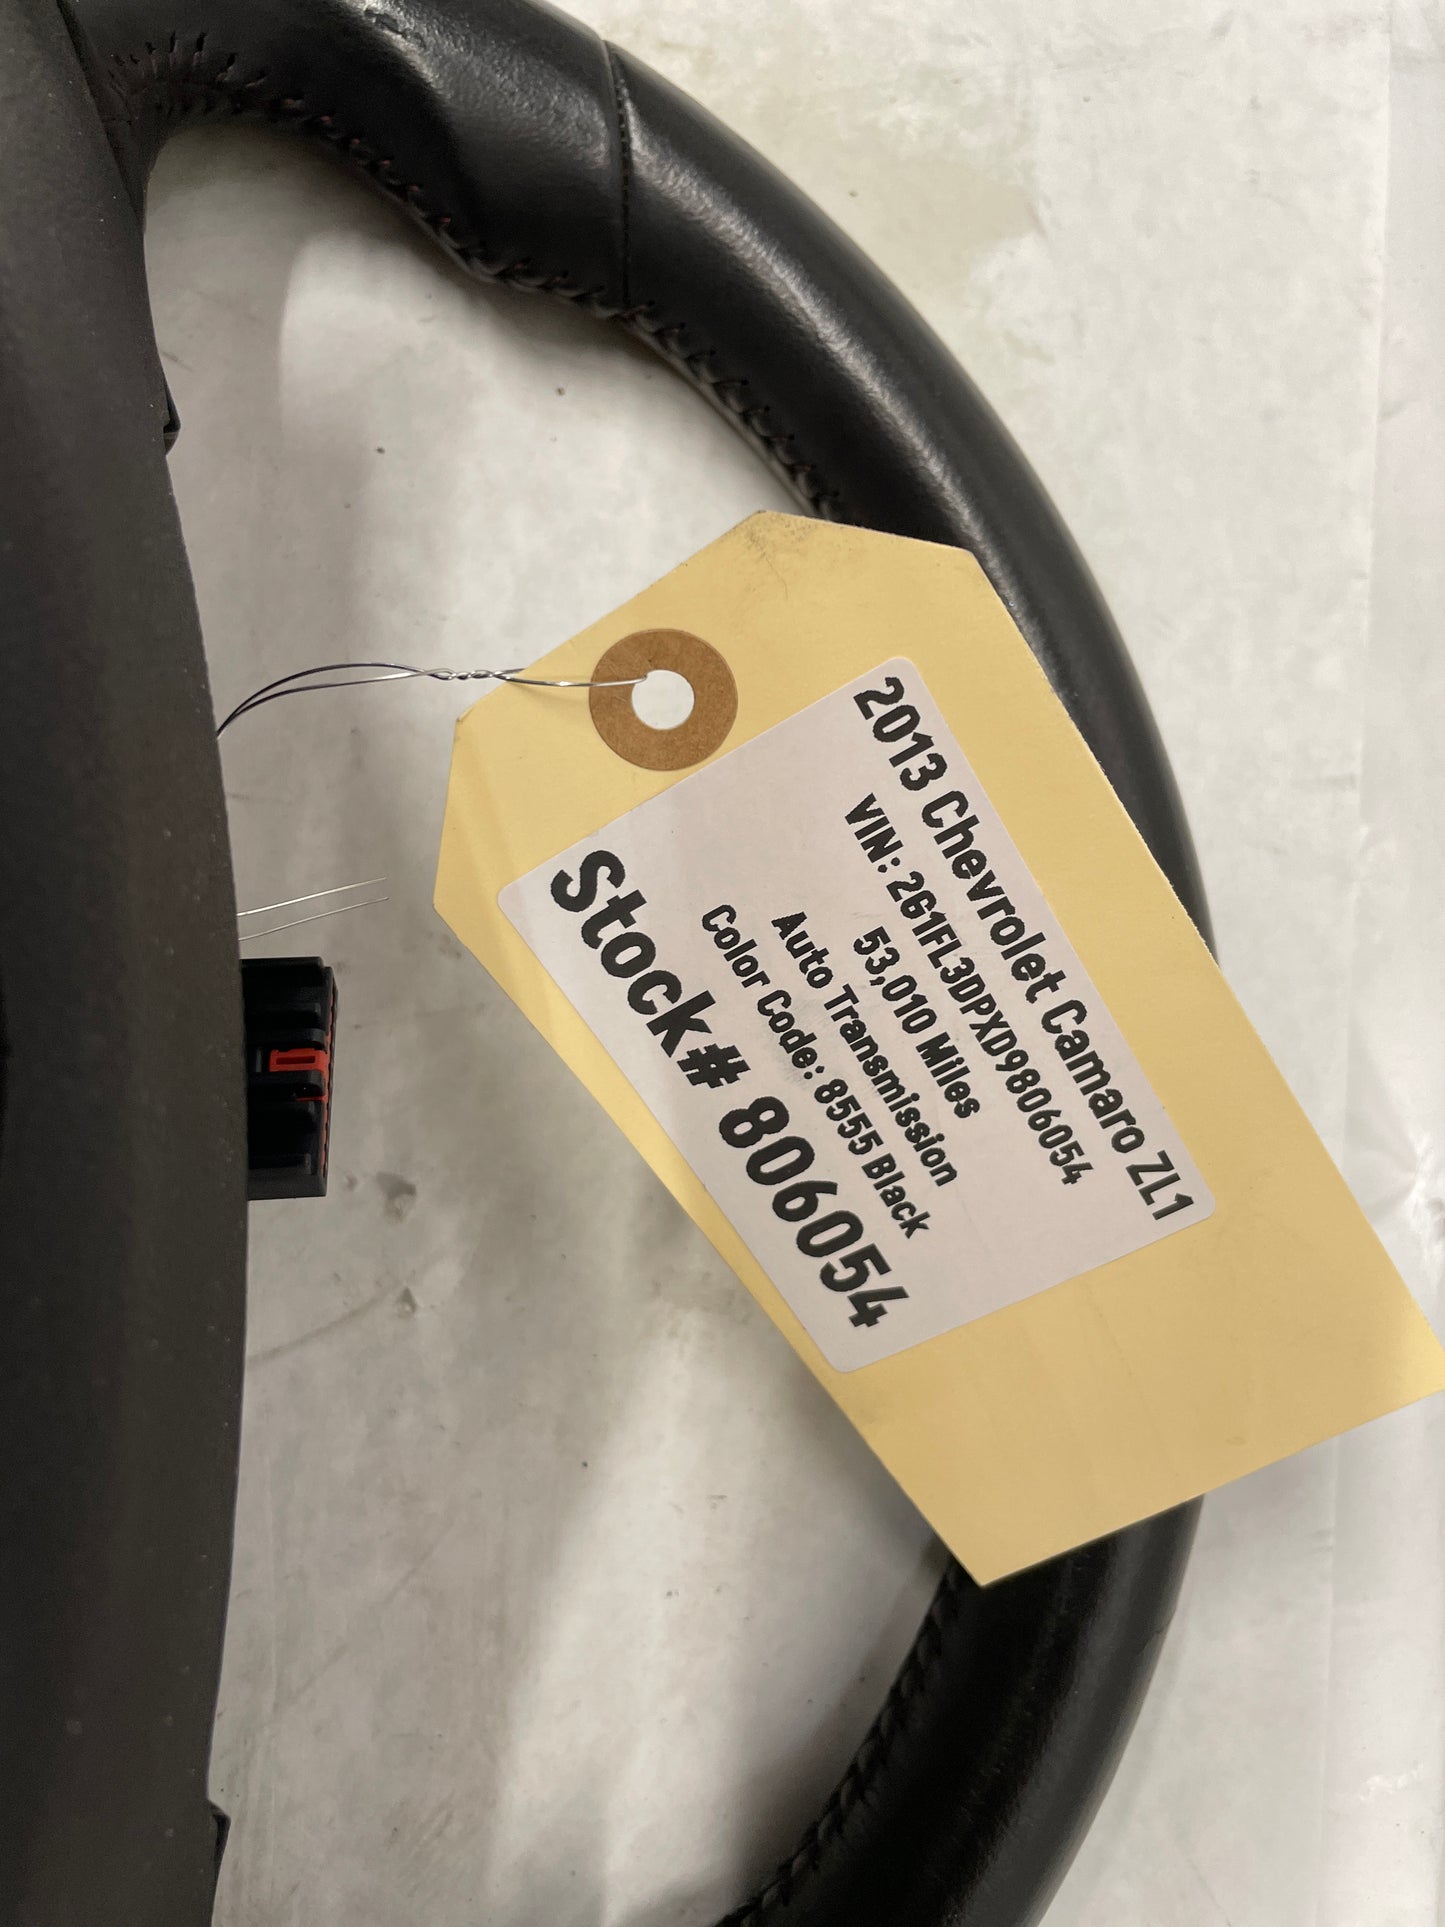 2013 Chevrolet Camaro ZL1
VIN: 2G1FL3DPXD9806054
53,010 Miles
Auto Transmission
Color Code: 8555 Black
Stock# 806054